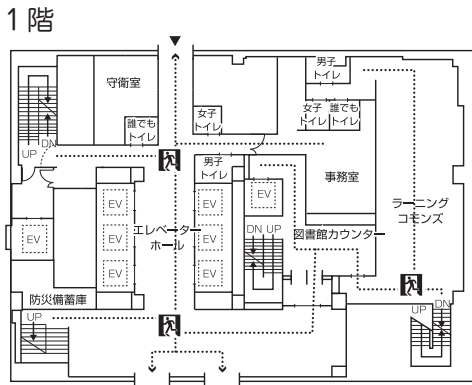 1階
守衛室
誰でも
トイレ
女子
トイレ
男子
トイレ
女子
トイレ
誰でも
トイレ
DN
UP
男子
トイレ
事務室
EV
EV
EV
ラーニング
コモンズ
EV
エレベーター
ホール
EV
EV
DN UP
図書館カウンター
EV
EV
防災備蓄庫
UP
UP
DN